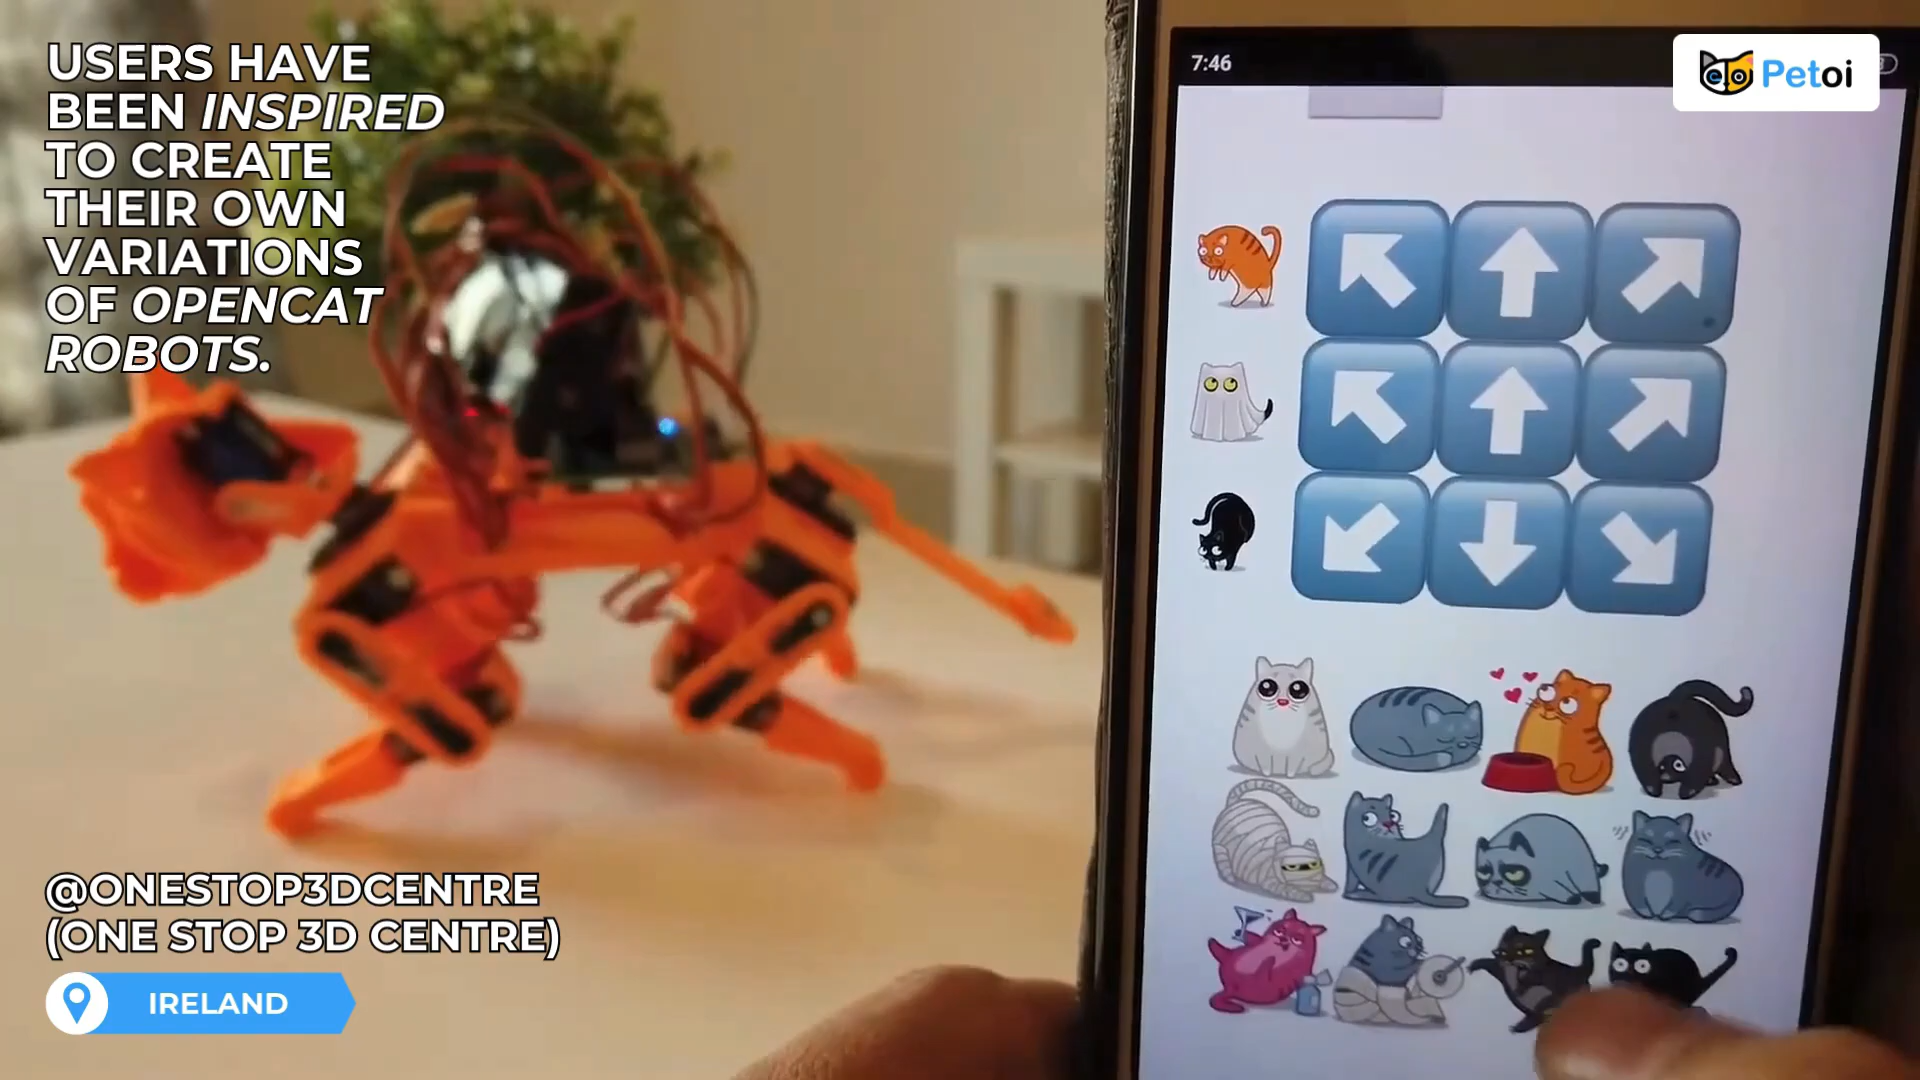 USERS HAVE
BEEN INSPIRED
TO CREATE
THEIR OWN
VARIATIONS
OF OPENCAT
ROBOTS.
7:46
Petoi
@ONESTOP3DCENTRE
(ONE STOP 3D CENTRE)
IRELAND